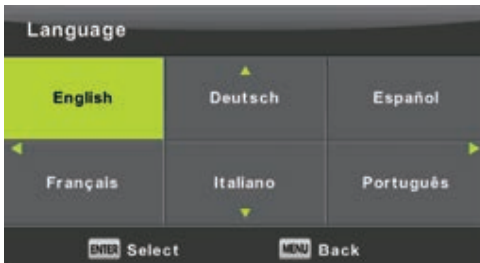 Language
English Deutsch Español
Français Italiano Português
ENTER Select MENU Back